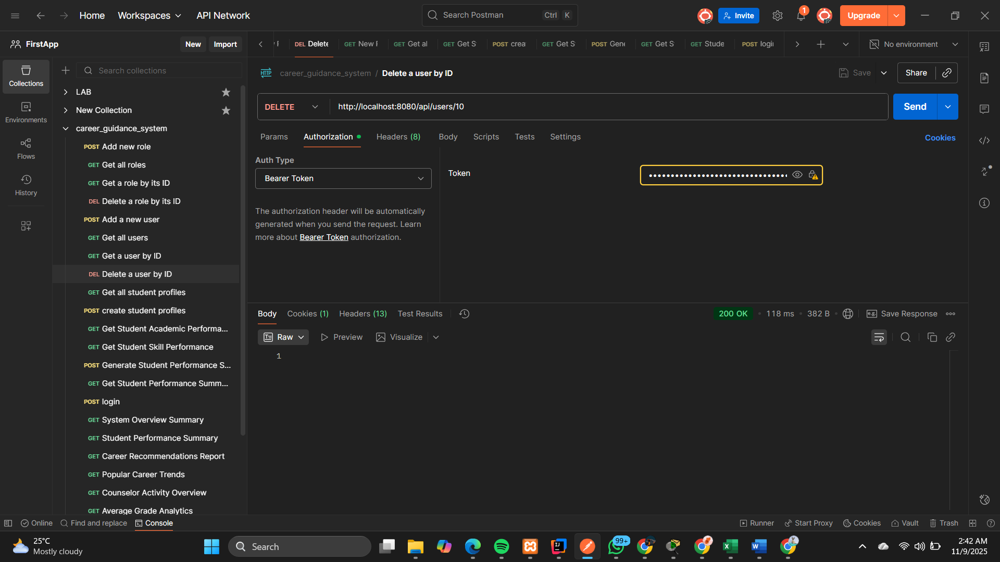 Home
Workspaces
API Network
Search Postman
Ctrl K
Invite
1
Upgrade
FirstApp
New
Import
DEL Delete
GET New F
GET Get al
GET Get S
POST crea
GET Get S
POST Gene
GET Get S
GET Stude
POST logi
No environment
Collections
Environments
Flows
History
Search collections
LAB
New Collection
career_guidance_system
POST Add new role
GET Get all roles
GET Get a role by its ID
DEL Delete a role by its ID
POST Add a new user
GET Get all users
GET Get a user by ID
DEL Delete a user by ID
GET Get all student profiles
POST create student profiles
GET Get Student Academic Performa...
GET Get Student Skill Performance
POST Generate Student Performance S...
GET Get Student Performance Summ...
POST login
GET System Overview Summary
GET Student Performance Summary
GET Career Recommendations Report
GET Popular Career Trends
GET Counselor Activity Overview
GET Average Grade Analytics
HTTP career_guidance_system / Delete a user by ID
Save
Share
DELETE
http://localhost:8080/api/users/10
Send
Params
Authorization
Headers (8)
Body
Scripts
Tests
Settings
Cookies
Auth Type
Bearer Token
The authorization header will be automatically
generated when you send the request. Learn
more about Bearer Token authorization.
Token
Body
Cookies (1)
Headers (13)
Test Results
200 OK
118 ms
382 B
e.g.
Save Response
Raw
Preview
Visualize
1
Online
Find and replace
Console
Runner
Start Proxy
Cookies
Vault
Trash
25°C
Mostly cloudy
Search
99+
2:42 AM
11/9/2025